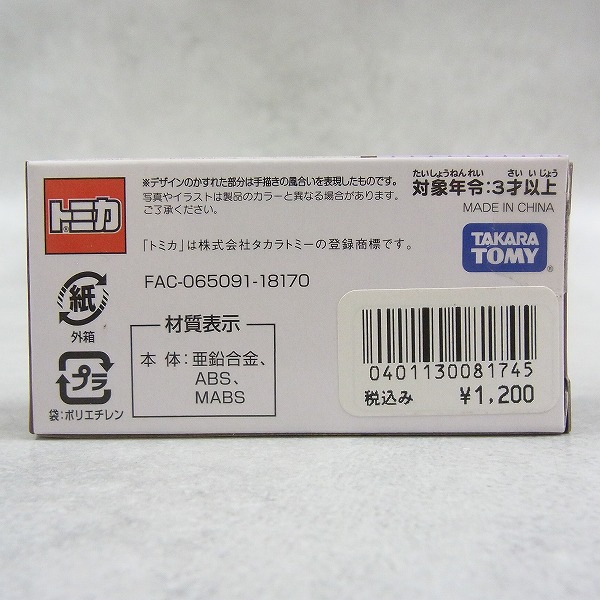 トミカ
®
※デザインのかすれた部分は手描きの風合いを表現したものです。
写真やイラストは製品のカラーと異なる場合があります。
ご了承ください。
「トミカ」は株式会社タカラトミーの登録商標です。
たいしょうねんれい さい いじょう
対象年令:3才以上
MADE IN CHINA
TAKARA
TOMY
®
FAC-065091-18170
紙
外箱
プラ
袋:ポリエチレン
材質表示
本 体:亜鉛合金、
ABS、
MABS
0401130081745
税込み ¥1,200